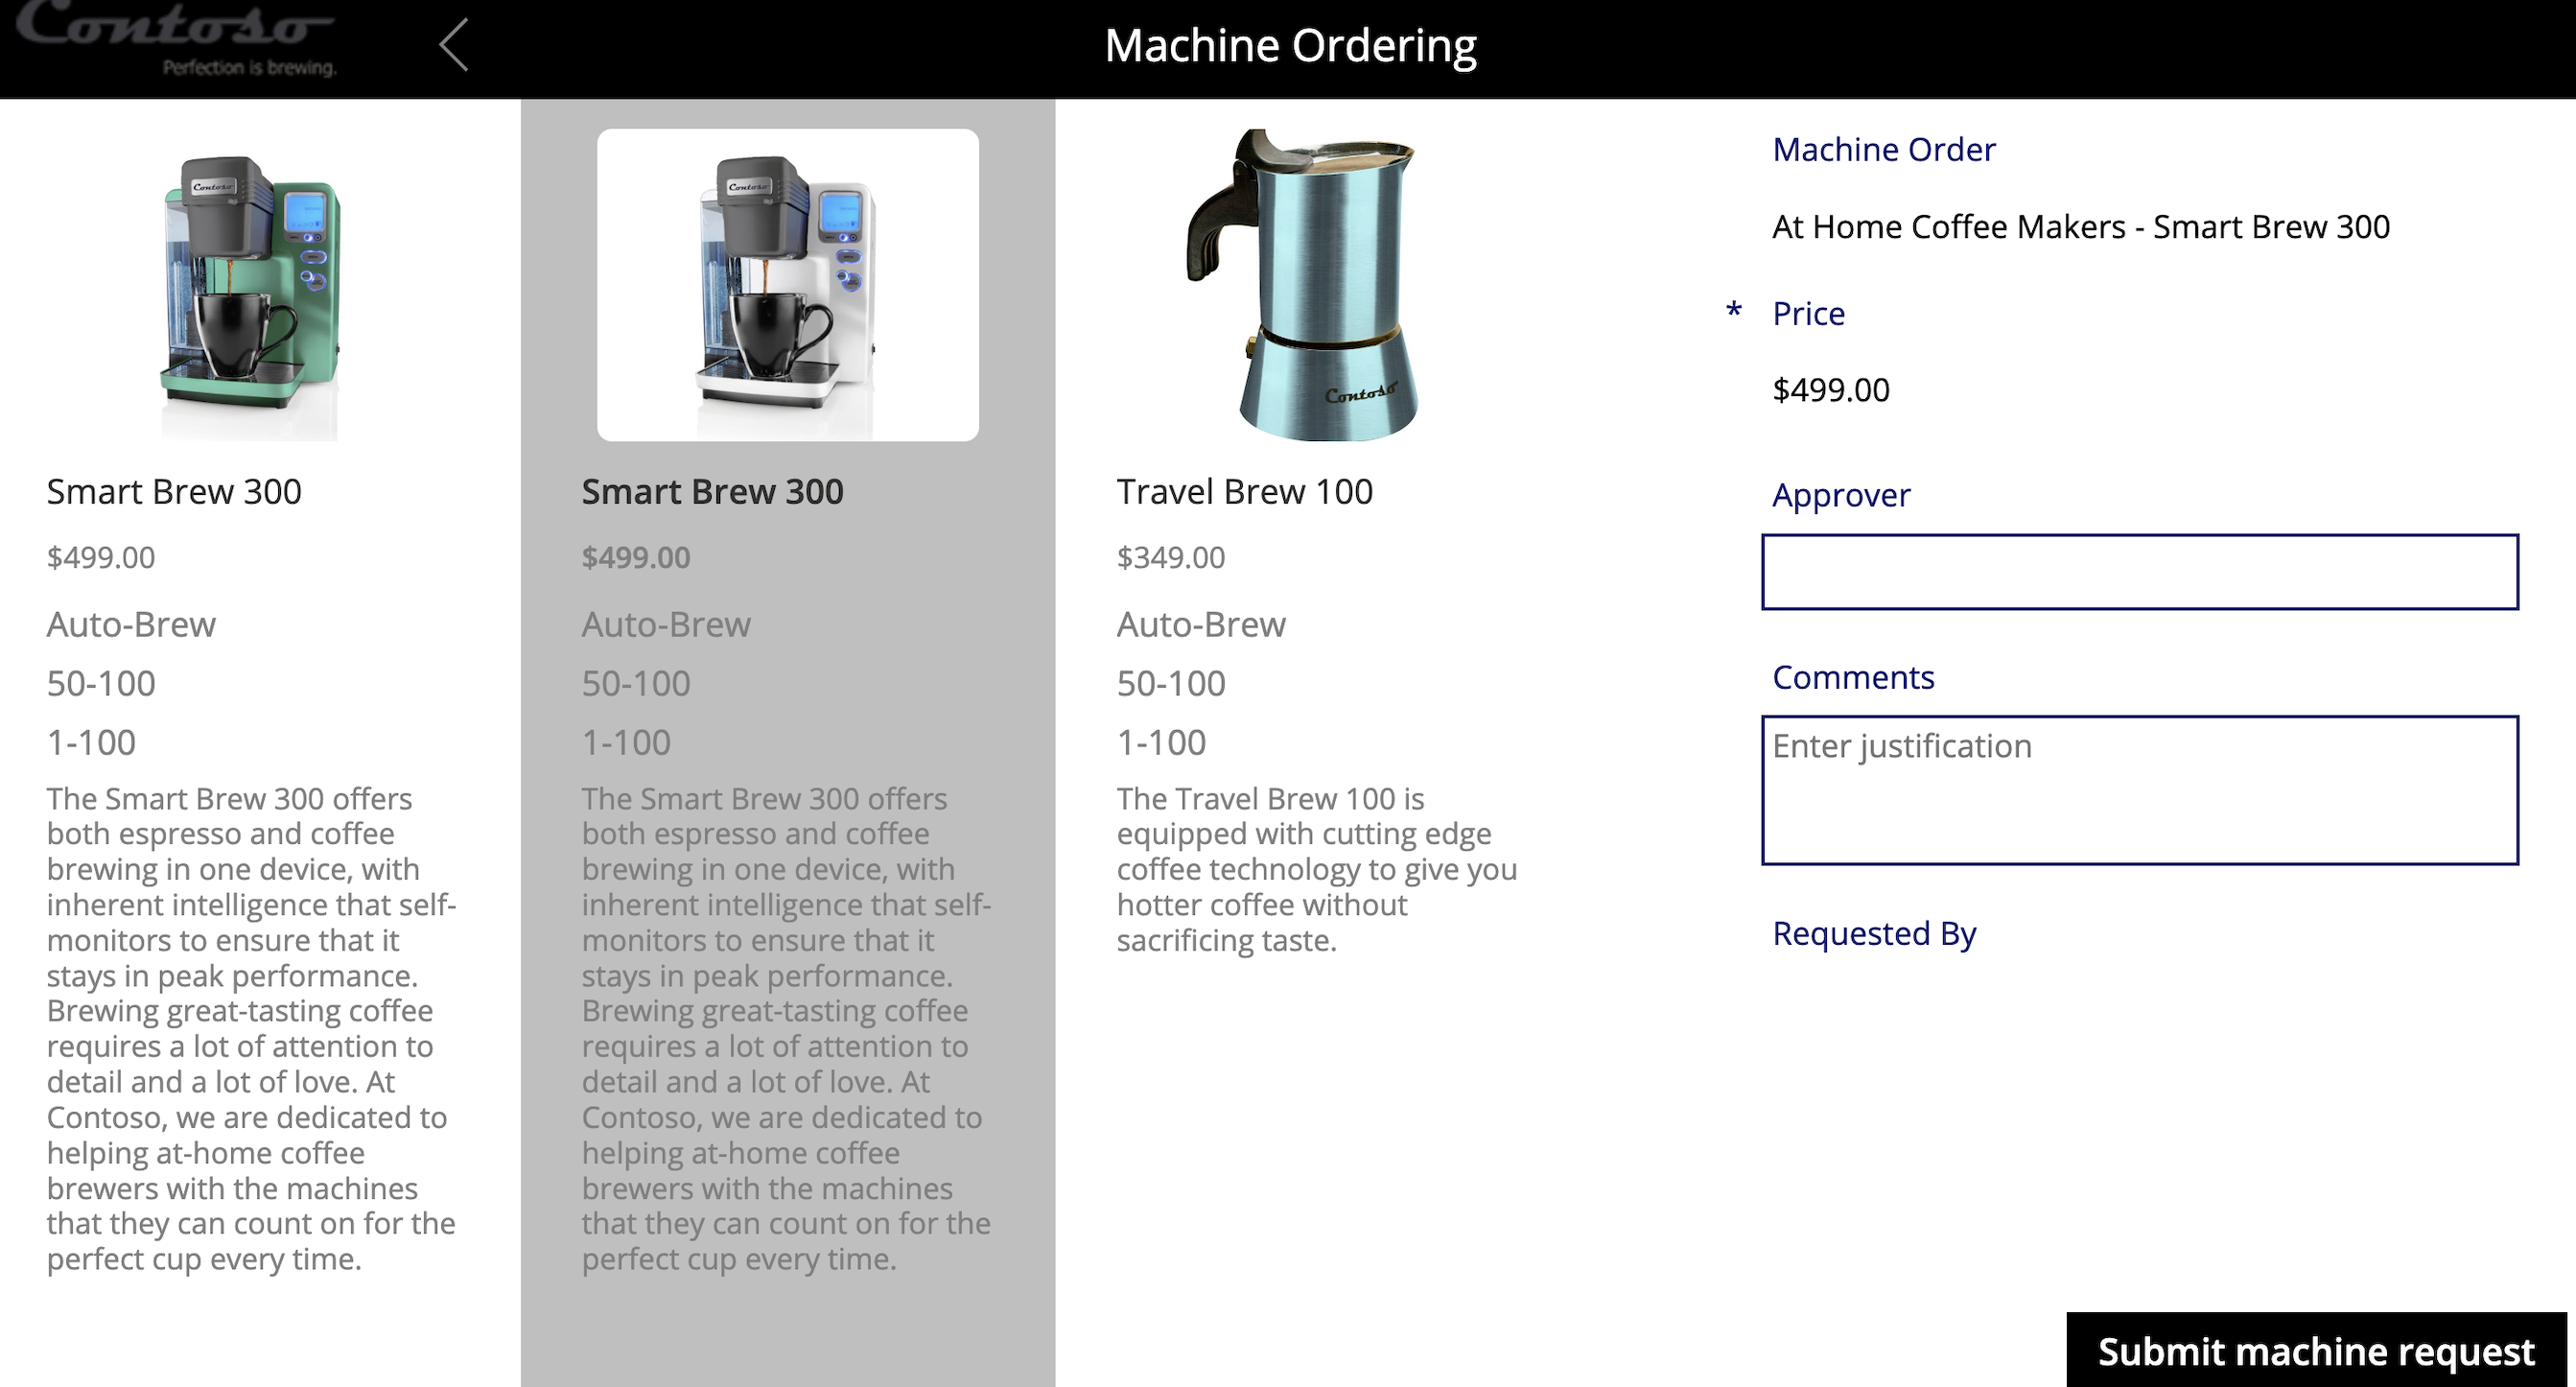 Contoso
Perfection is brewing.
Machine Ordering
Contoso
Smart Brew 300
$499.00
Auto-Brew
50-100
1-100
The Smart Brew 300 offers
both espresso and coffee
brewing in one device, with
inherent intelligence that self-
monitors to ensure that it
stays in peak performance.
Brewing great-tasting coffee
requires a lot of attention to
detail and a lot of love. At
Contoso, we are dedicated to
helping at-home coffee
brewers with the machines
that they can count on for the
perfect cup every time.
Contoso
Smart Brew 300
$499.00
Auto-Brew
50-100
1-100
The Smart Brew 300 offers
both espresso and coffee
brewing in one device, with
inherent intelligence that self-
monitors to ensure that it
stays in peak performance.
Brewing great-tasting coffee
requires a lot of attention to
detail and a lot of love. At
Contoso, we are dedicated to
helping at-home coffee
brewers with the machines
that they can count on for the
perfect cup every time.
Contoso
Travel Brew 100
$349.00
Auto-Brew
50-100
1-100
The Travel Brew 100 is
equipped with cutting edge
coffee technology to give you
hotter coffee without
sacrificing taste.
Machine Order
At Home Coffee Makers - Smart Brew 300
* Price
$499.00
Approver
Comments
Enter justification
Requested By
Submit machine request